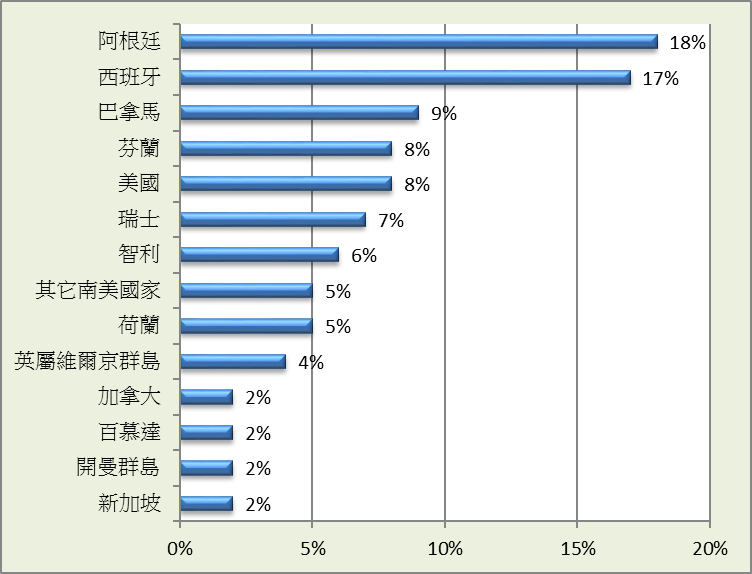 阿根廷 18%
西班牙 17%
巴拿馬 9%
芬蘭 8%
美國 8%
瑞士 7%
智利 6%
其它南美國家 5%
荷蘭 5%
英屬維爾京群島 4%
加拿大 2%
百慕達 2%
開曼群島 2%
新加坡 2%
0% 5% 10% 15% 20%